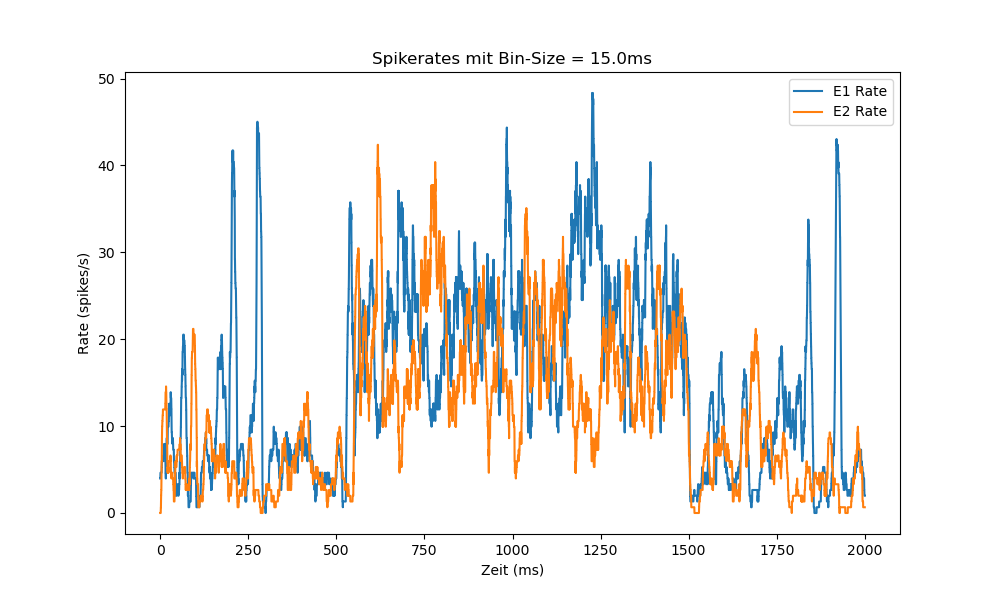 Spikerates mit Bin-Size = 15.0ms
E1 Rate
E2 Rate
Rate (spikes/s)
50
40
30
20
10
0
0 250 500 750 1000 1250 1500 1750 2000
Zeit (ms)